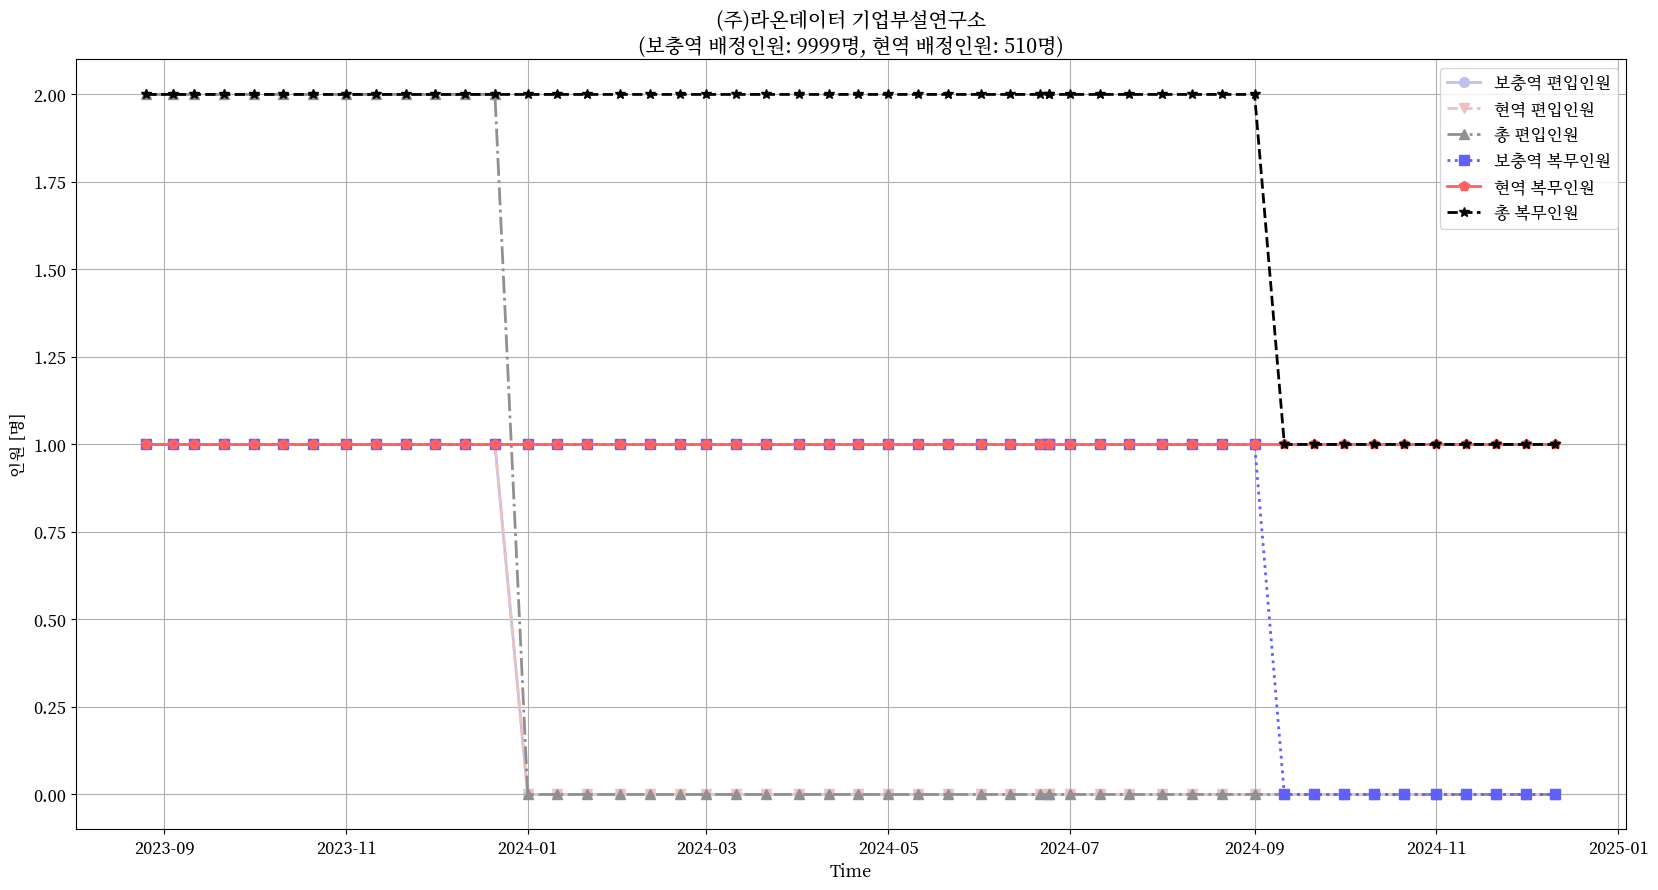 (주)라온데이터 기업부설연구소
(보충역 배정인원: 9999명, 현역 배정인원: 510명)
보충역 편입인원
현역 편입인원
총 편입인원
보충역 복무인원
현역 복무인원
총 복무인원
2.00
1.75
1.50
1.25
1.00
0.75
0.50
0.25
0.00
인원 [명]
2023-09 2023-11 2024-01 2024-03 2024-05 2024-07 2024-09 2024-11 2025-01
Time